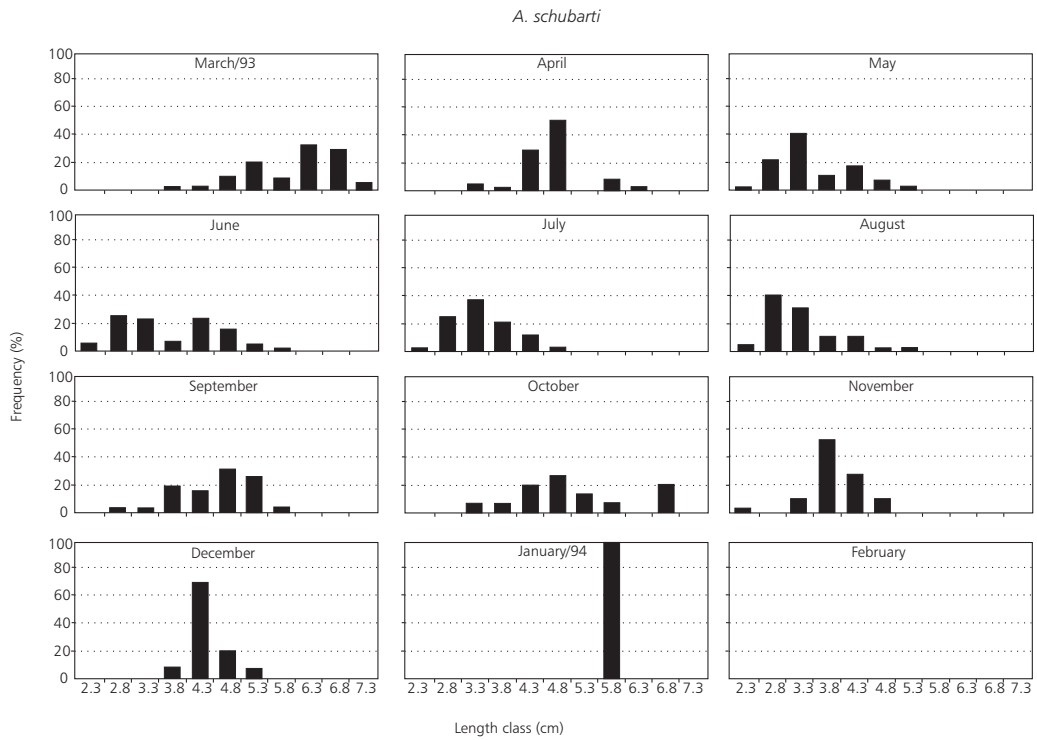 A. schubarti
100 March/93 April May
80
60
40
20
0
100 June July August
80
60
40
20
0
Frequency (%)
100 September October November
80
60
40
20
0
100 December January/94 February
80
60
40
20
0
2.3 2.8 3.3 3.8 4.3 4.8 5.3 5.8 6.3 6.8 7.3 2.3 2.8 3.3 3.8 4.3 4.8 5.8 6.3 6.8 7.3 2.3 2.8 3.3 3.8 4.3 4.8 5.3 5.8 6.3 6.8 7.3
Length class (cm)